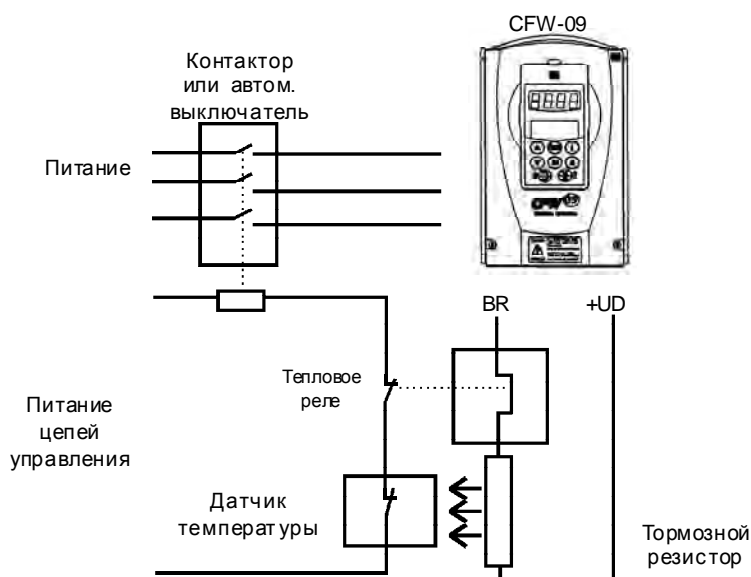 CFW-09
Контактор
или автом.
выключатель
Питание
BR
+UD
Тепловое
реле
Питание
цепей
управления
Датчик
температуры
Тормозной
резистор